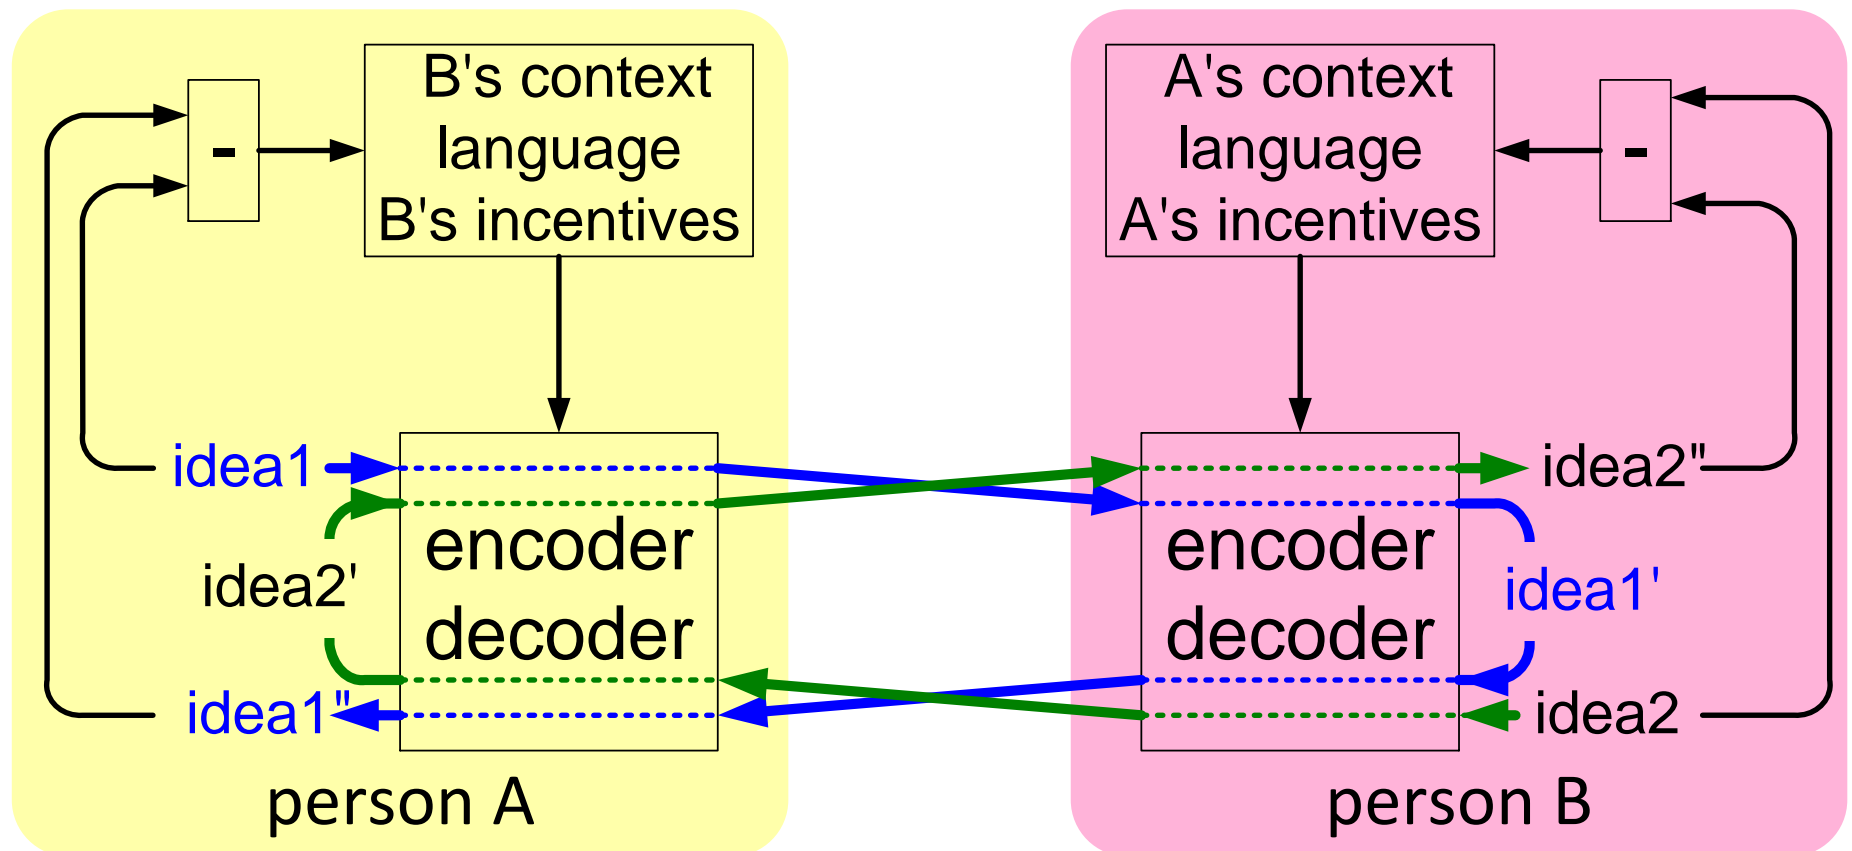 B's context
language
B's incentives
-
idea1
idea2'
idea1"
encoder
decoder
person A
A's context
language
A's incentives
-
encoder
decoder
idea2"
idea1'
idea2
person B